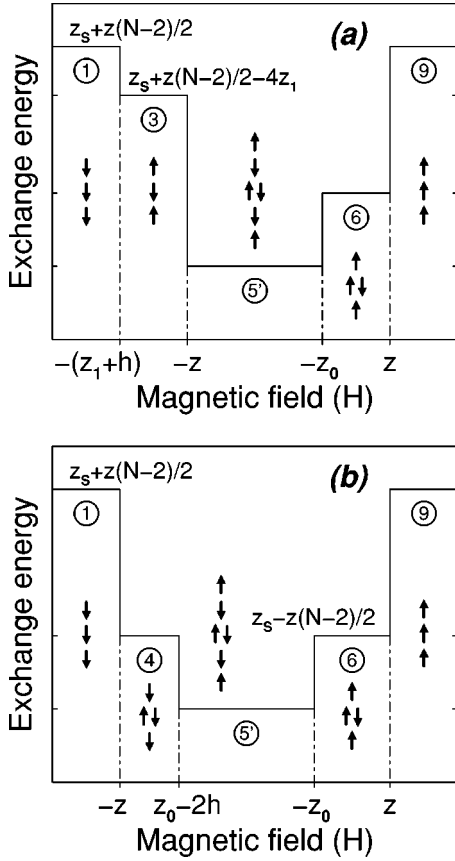 z_s+z(N−2)/2
(a)
① z_s+z(N−2)/2−4z_1 ⑨
③
⑥
⑤'
Exchange energy
−(z_1+h) −z −z_0 z
Magnetic field (H)
z_s+z(N−2)/2
(b)
① ⑨
z_s−z(N−2)/2
④ ⑥
⑤'
Exchange energy
−z z_0−2h −z_0 z
Magnetic field (H)